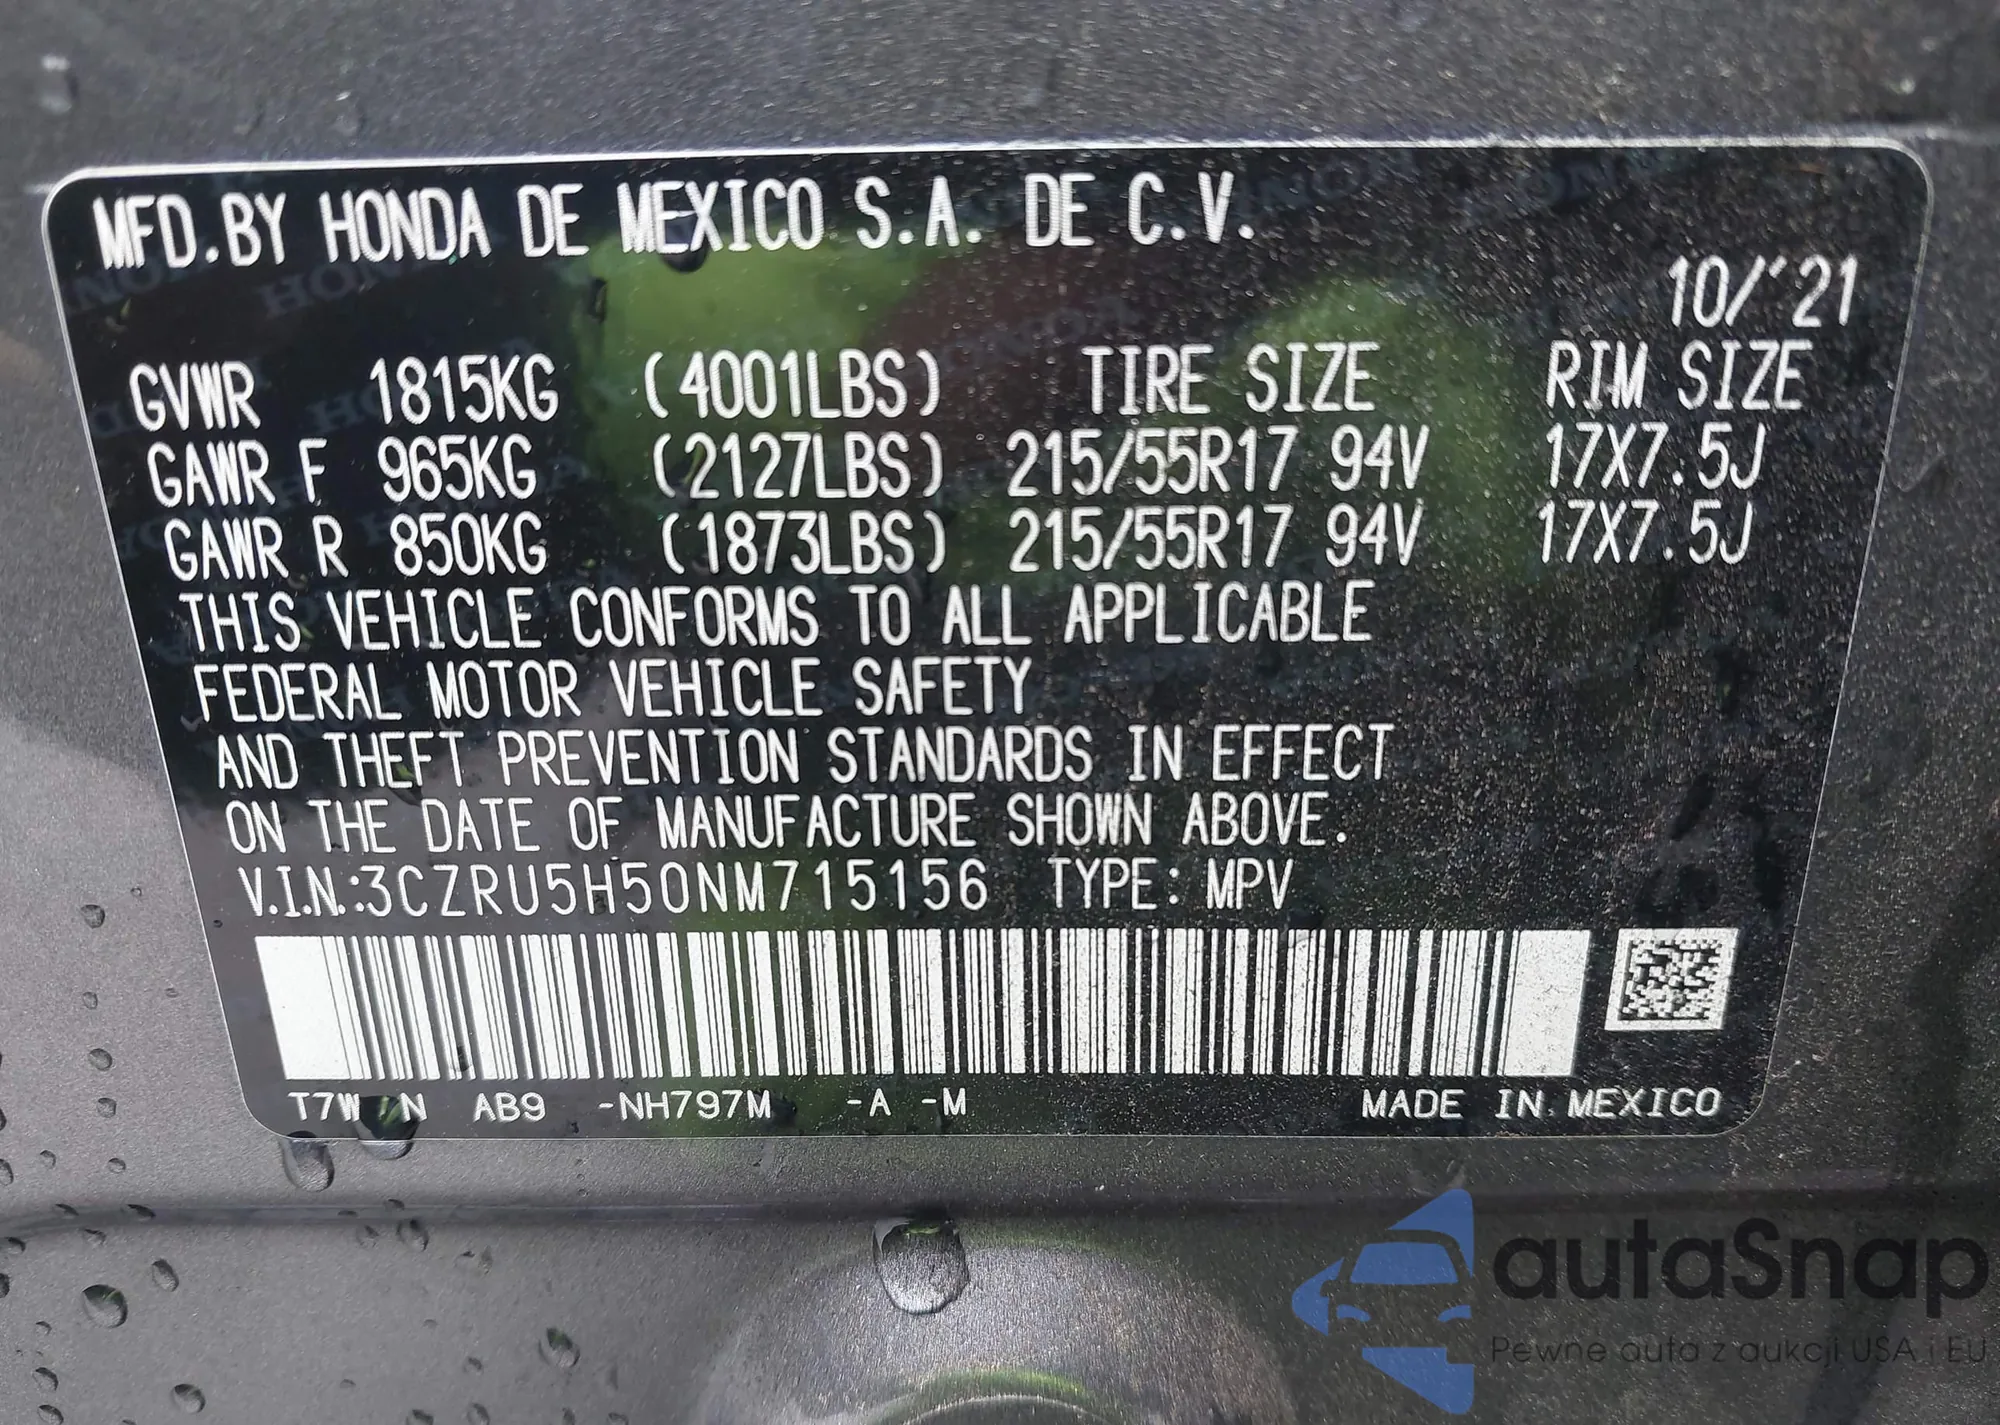 MFD.BY HONDA DE MEXICO S.A. DE C.V.
10/'21
GVWR 1815KG (4001LBS) TIRE SIZE RIM SIZE
GAWR F 965KG (2127LBS) 215/55R17 94V 17X7.5J
GAWR R 850KG (1873LBS) 215/55R17 94V 17X7.5J
THIS VEHICLE CONFORMS TO ALL APPLICABLE
FEDERAL MOTOR VEHICLE SAFETY
AND THEFT PREVENTION STANDARDS IN EFFECT
ON THE DATE OF MANUFACTURE SHOWN ABOVE.
V.I.N.:3CZRU5H50NM715156 TYPE: MPV
T7W N AB9 -NH797M -A -M MADE IN MEXICO
autaSnap
Pewne auta z aukcji USA i EU